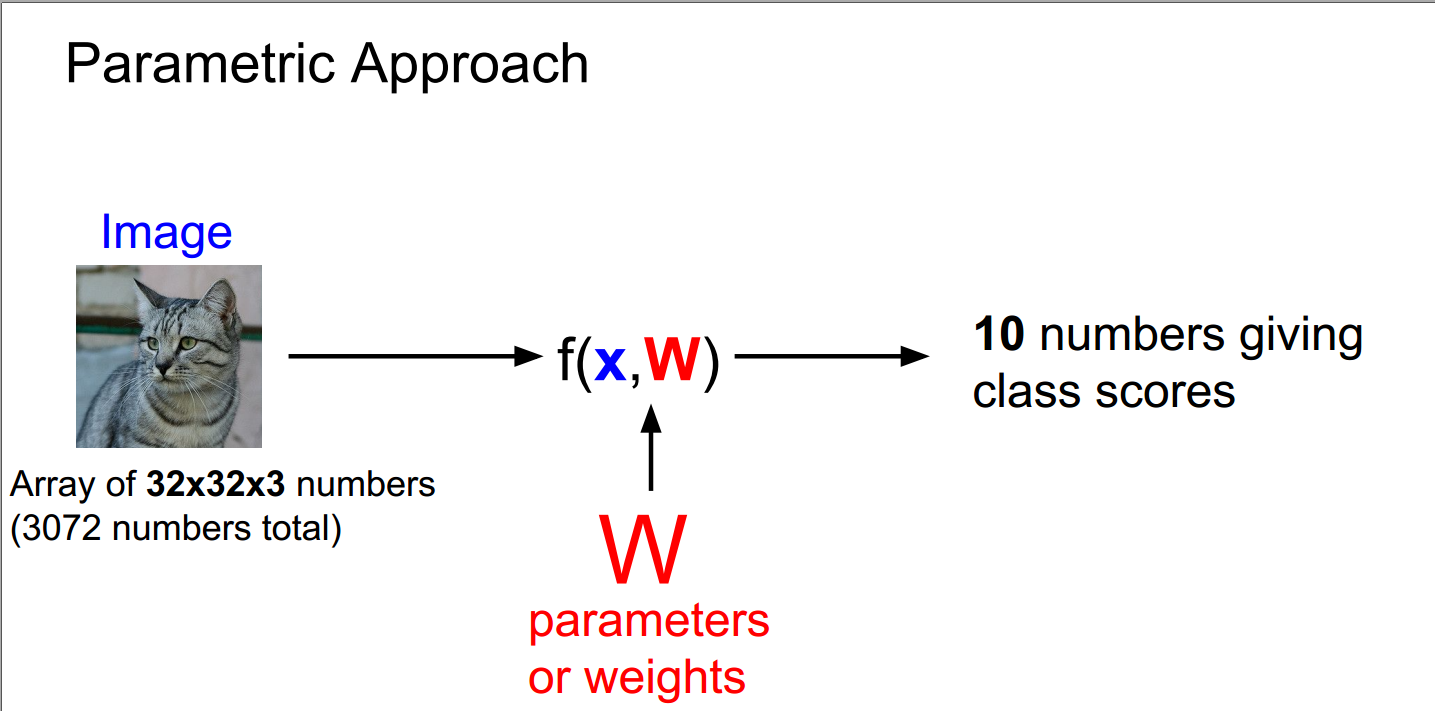 Parametric Approach
Image
f(x,W)
10 numbers giving
class scores
Array of 32x32x3 numbers
(3072 numbers total)
W
parameters
or weights